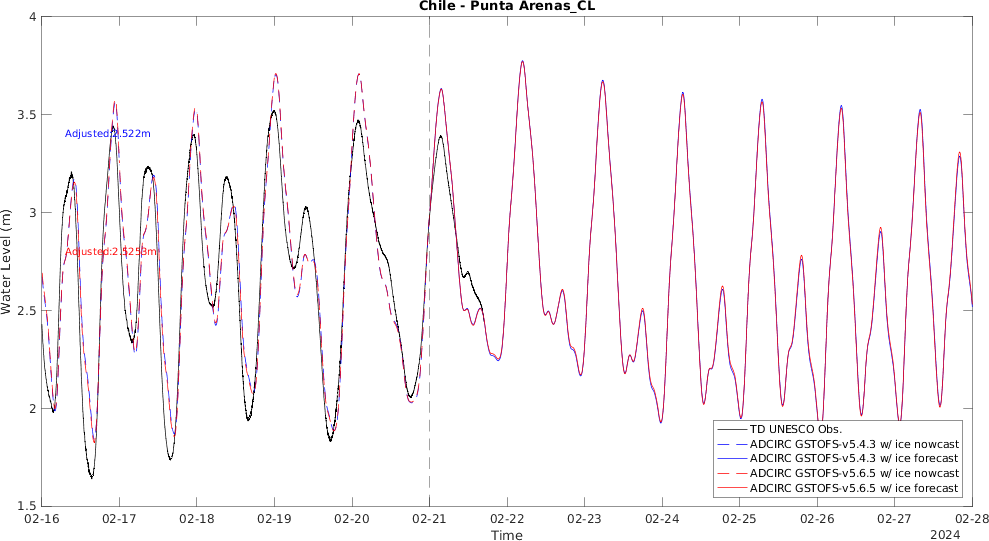 Chile - Punta Arenas_CL
4
3.5
3
2.5
2
1.5
Water Level (m)
Adjusted:2.522m
Adjusted:2.5253m
TD UNESCO Obs.
ADCIRC GSTOFS-v5.4.3 w/ ice nowcast
ADCIRC GSTOFS-v5.4.3 w/ ice forecast
ADCIRC GSTOFS-v5.6.5 w/ ice nowcast
ADCIRC GSTOFS-v5.6.5 w/ ice forecast
02-16 02-17 02-18 02-19 02-20 02-21 02-22 02-23 02-24 02-25 02-26 02-27 02-28
Time
2024